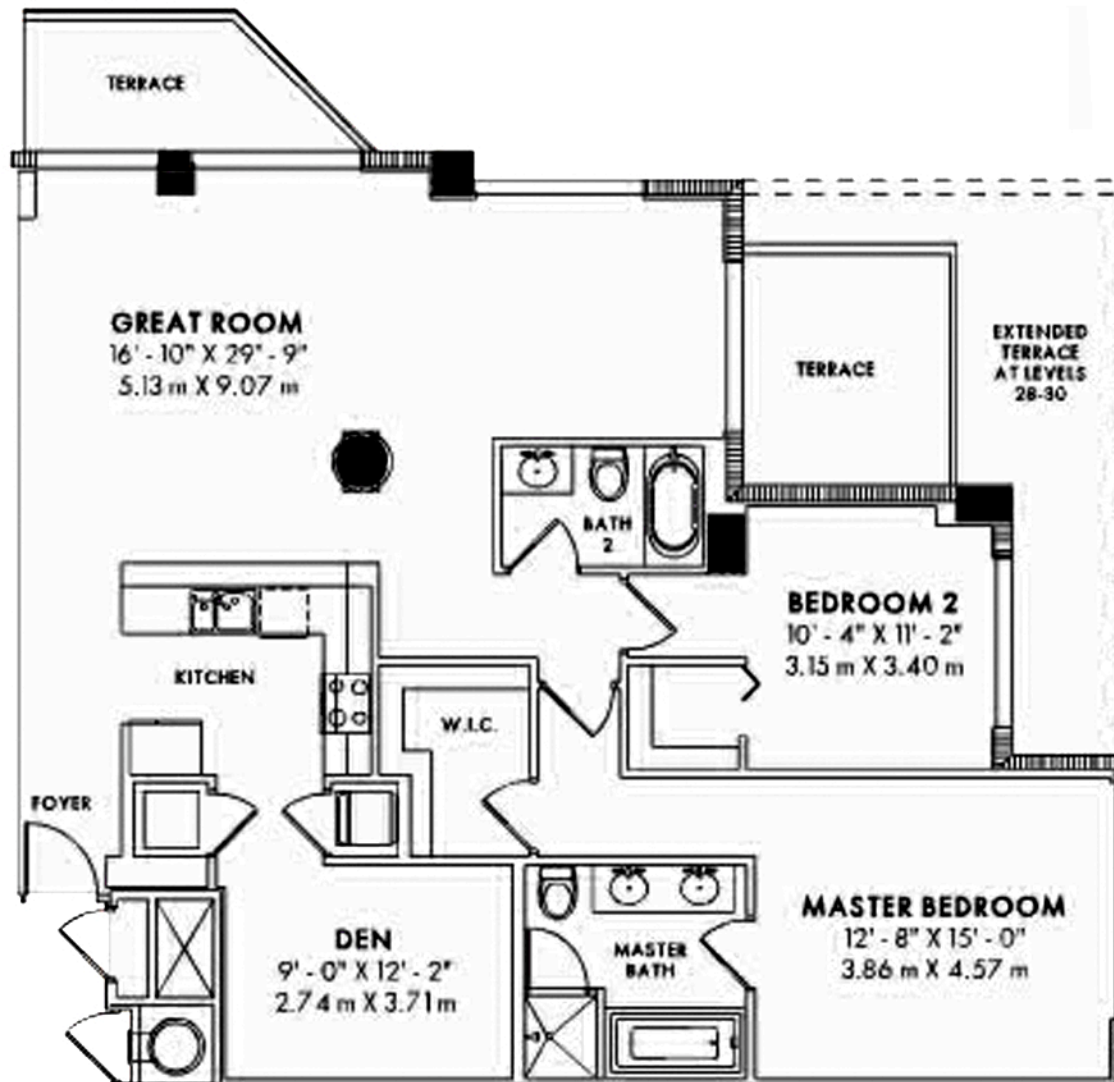 TERRACE
GREAT ROOM
16' - 10" X 29" - 9"
5.13 m X 9.07 m
TERRACE
EXTENDED
TERRACE
AT LEVELS
28-30
BATH
2
BEDROOM 2
10' - 4" X 11' - 2"
3.15 m X 3.40 m
KITCHEN
W.I.C.
FOYER
DEN
9' - 0" X 12' - 2"
2.74 m X 3.71 m
MASTER
BATH
MASTER BEDROOM
12' - 8" X 15' - 0"
3.86 m X 4.57 m